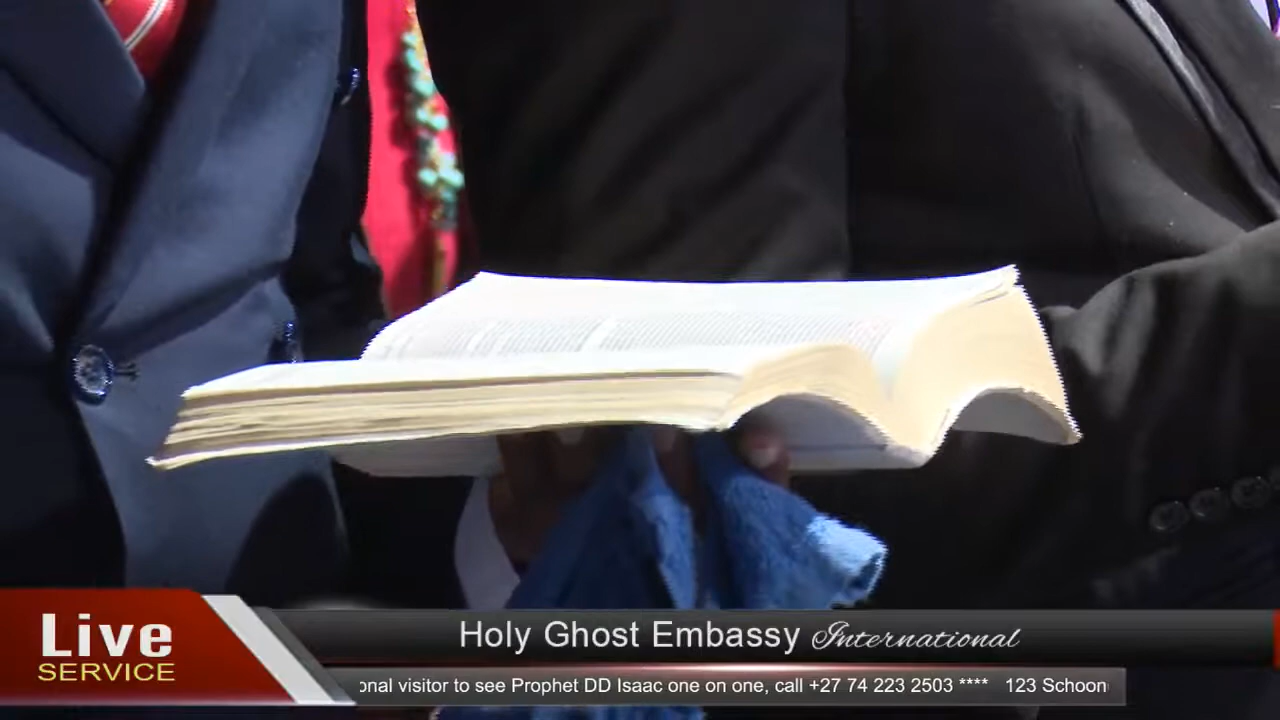 Live
SERVICE
Holy Ghost Embassy International
onal visitor to see Prophet DD Isaac one on one, call +27 74 223 2503 **** 123 Schoon